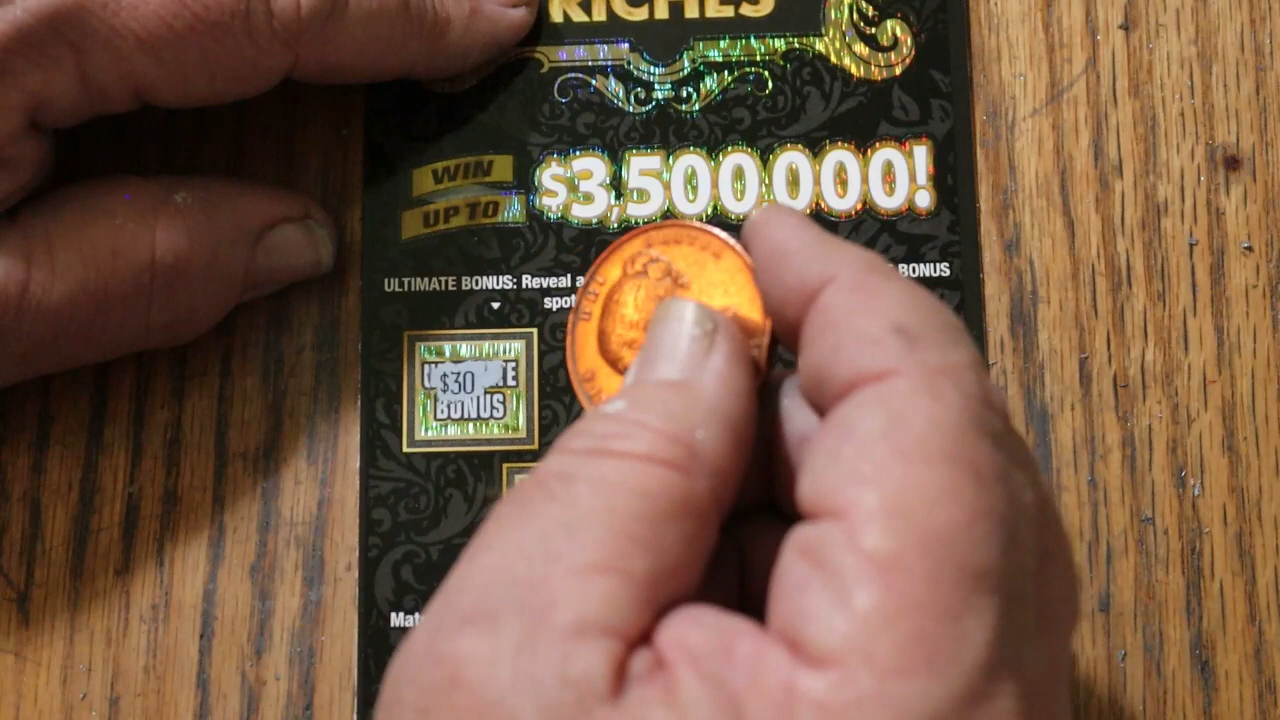 RICHES
WIN
UP TO
$3,500,000!
ULTIMATE BONUS: Reveal a
BONUS
spot
$30
BONUS